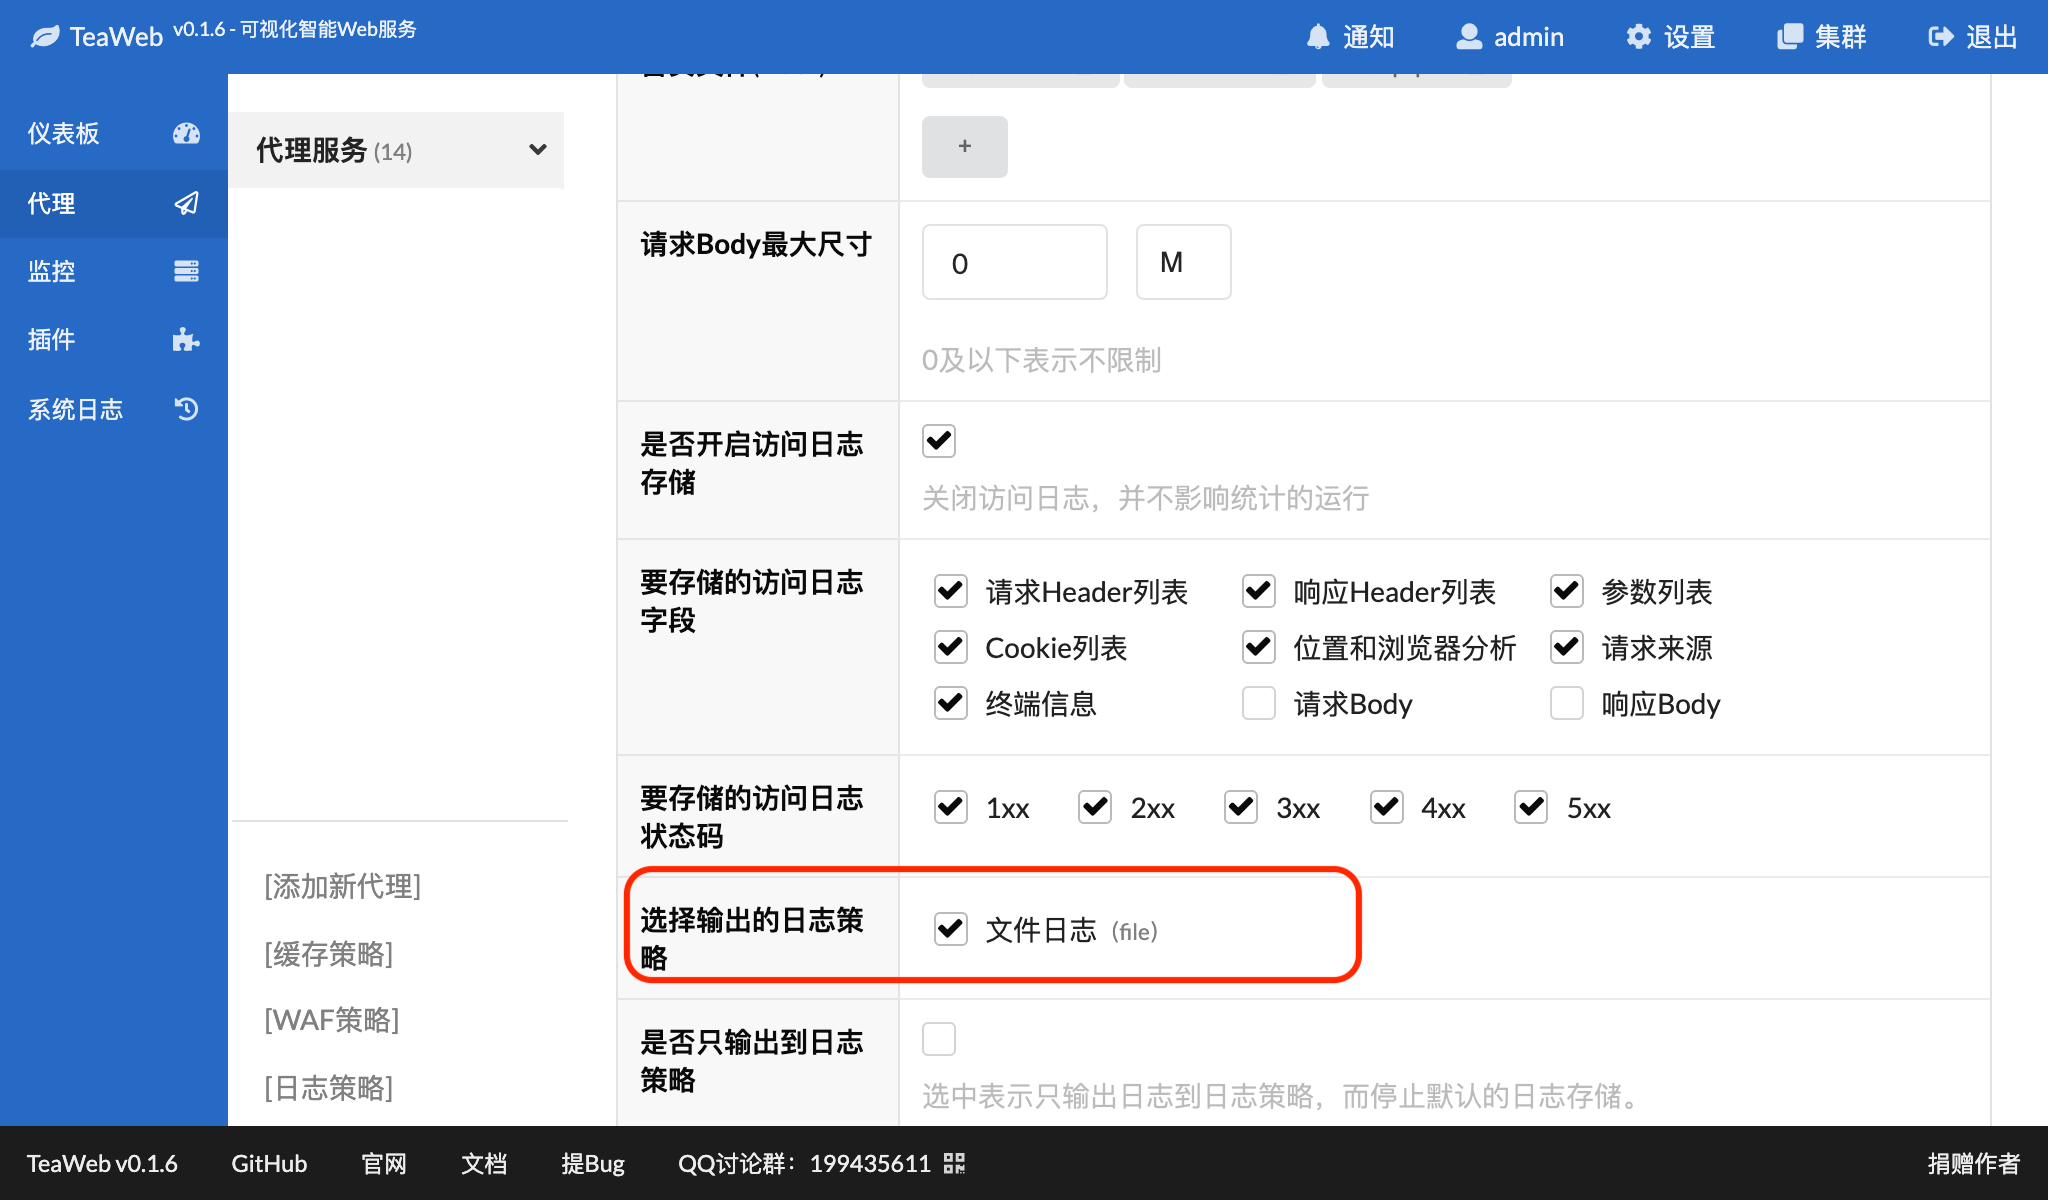 TeaWeb v0.1.6 - 可视化智能Web服务
通知
admin
设置
集群
退出
仪表板
代理
监控
插件
系统日志
代理服务 (14)
[添加新代理]
[缓存策略]
[WAF策略]
[日志策略]
+
请求Body最大尺寸
0
M
0及以下表示不限制
是否开启访问日志
存储
关闭访问日志，并不影响统计的运行
要存储的访问日志
字段
请求Header列表
响应Header列表
参数列表
Cookie列表
位置和浏览器分析
请求来源
终端信息
请求Body
响应Body
要存储的访问日志
状态码
1xx
2xx
3xx
4xx
5xx
选择输出的日志策
略
文件日志 (file)
是否只输出到日志
策略
选中表示只输出日志到日志策略，而停止默认的日志存储。
TeaWeb v0.1.6
GitHub
官网
文档
提Bug
QQ讨论群：199435611
捐赠作者